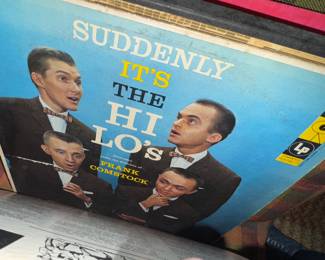 SUDDENLY
IT'S
THE
HI
LO'S
FRANK
COMSTOCK
Lp